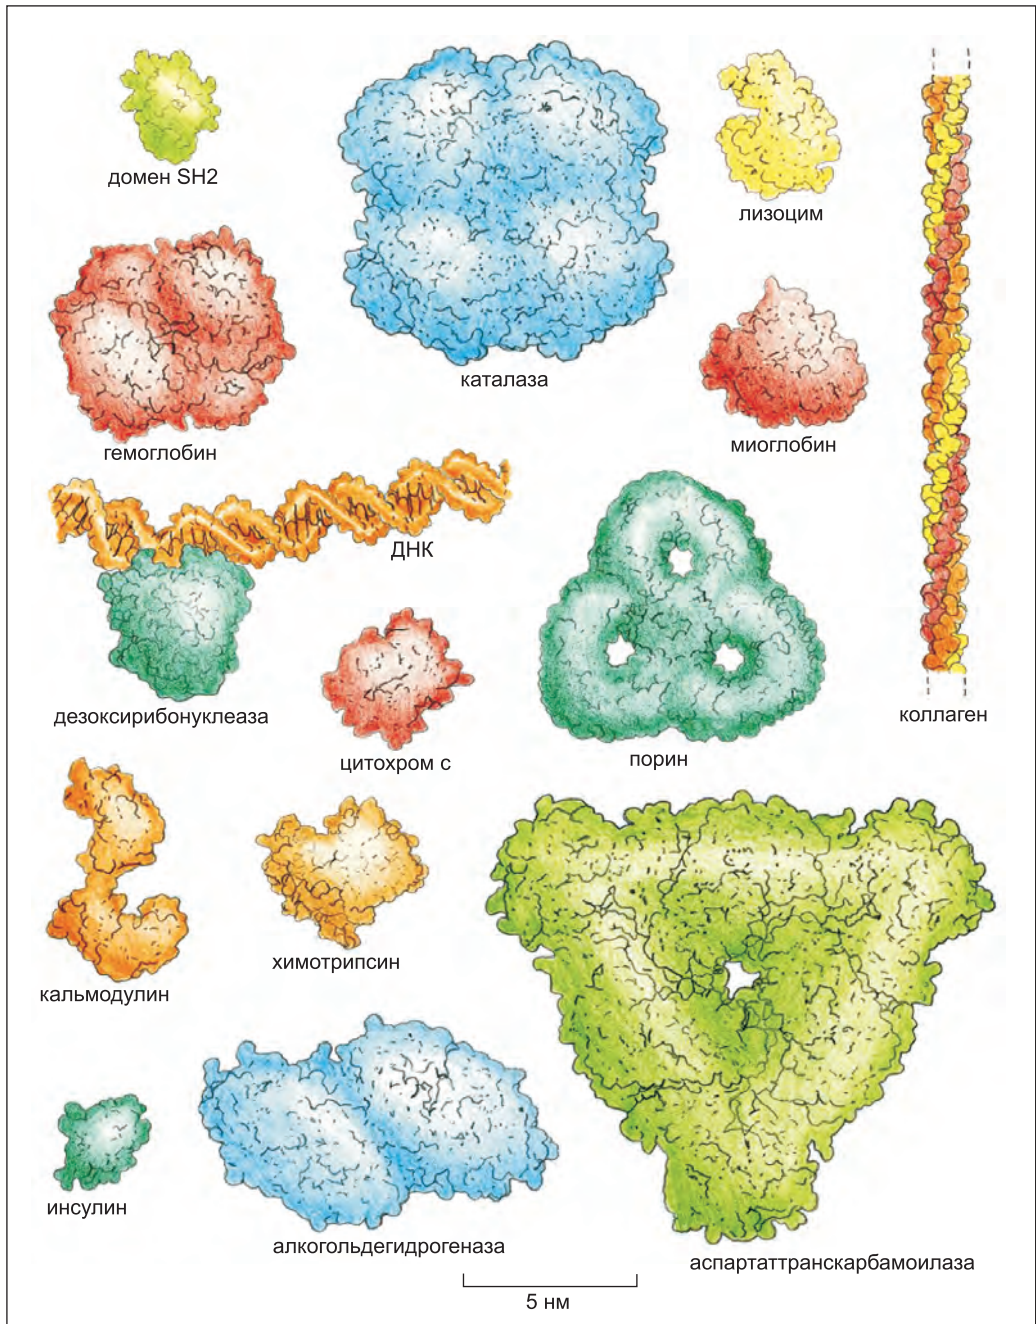 домен SH2
лизоцим
каталаза
гемоглобин
миоглобин
ДНК
дезоксирибонуклеаза
цитохром с
порин
коллаген
кальмодулин
химотрипсин
инсулин
алкогольдегидрогеназа
аспартаттранскарбамоилаза
5 нм